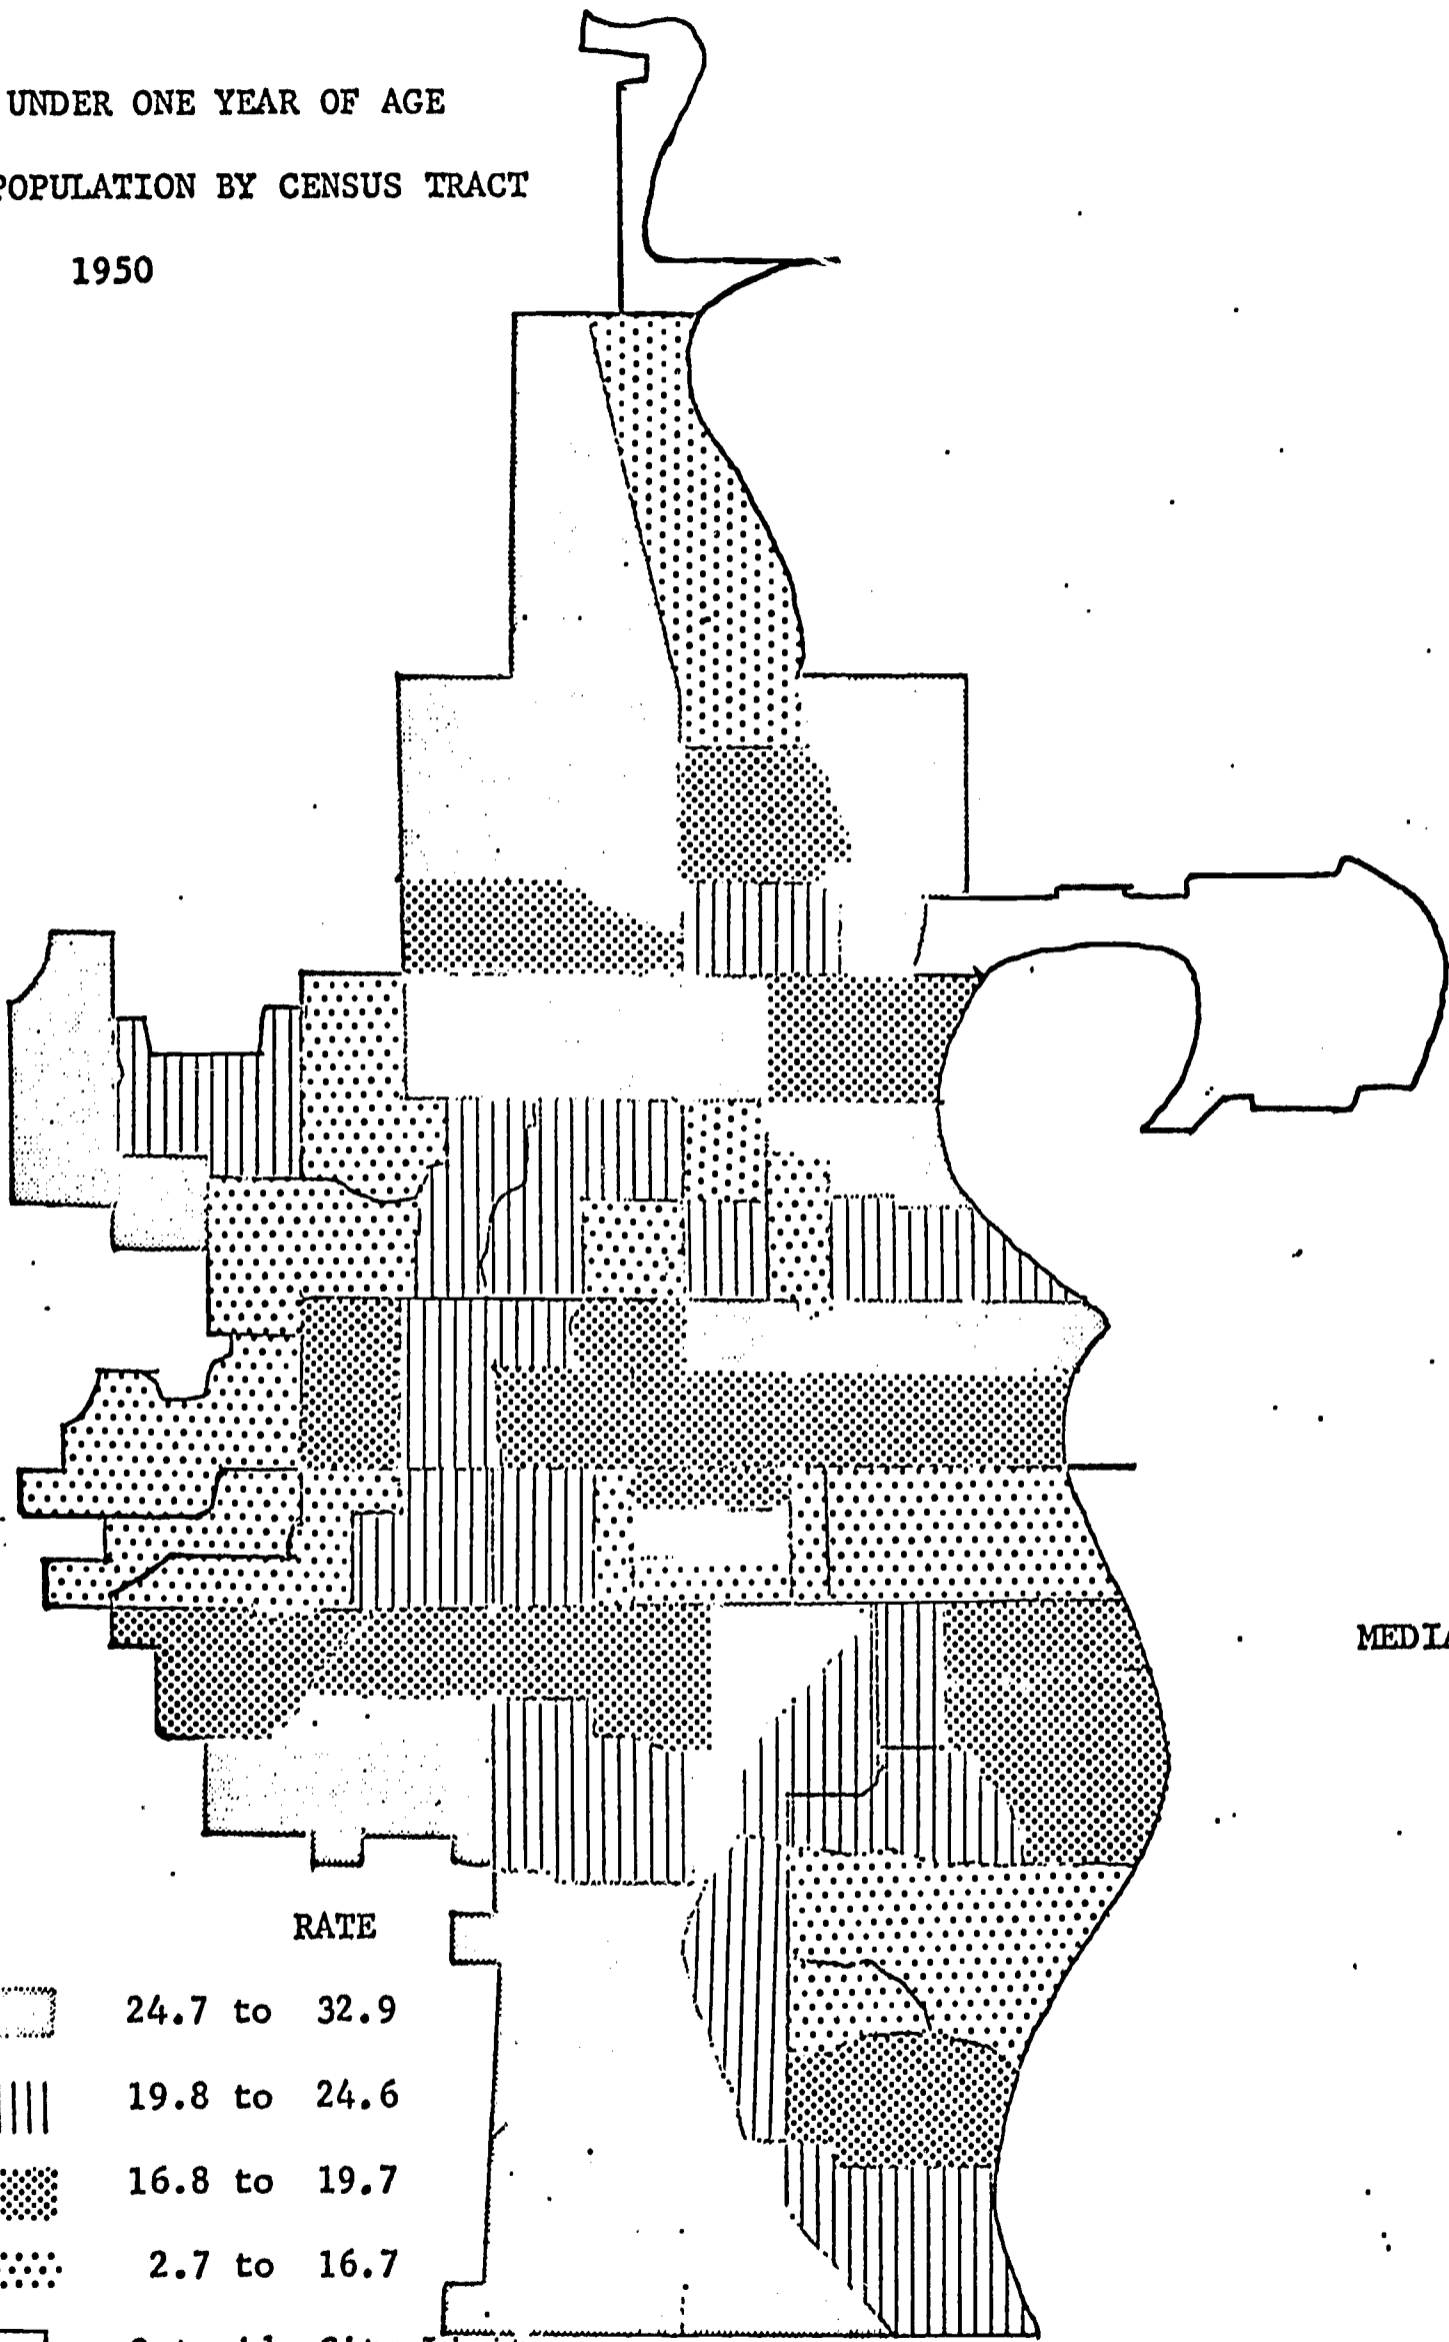 UNDER ONE YEAR OF AGE
POPULATION BY CENSUS TRACT
1950
RATE
24.7 to 32.9
19.8 to 24.6
16.8 to 19.7
2.7 to 16.7